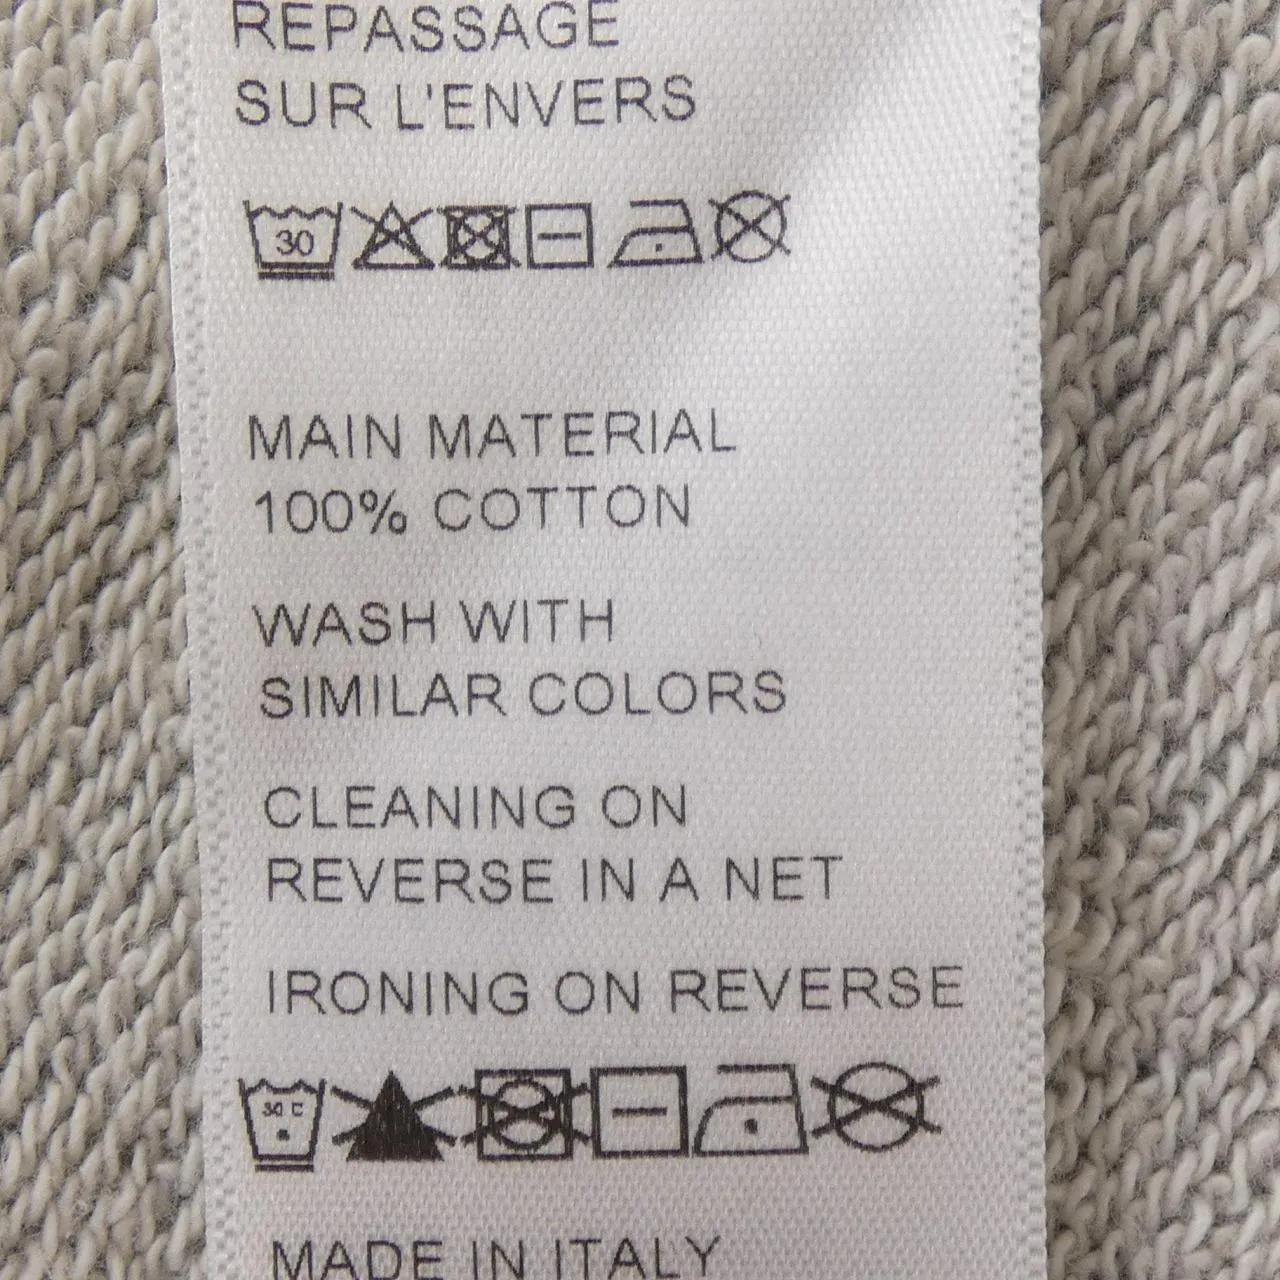 REPASSAGE
SUR L'ENVERS
30
MAIN MATERIAL
100% COTTON
WASH WITH
SIMILAR COLORS
CLEANING ON
REVERSE IN A NET
IRONING ON REVERSE
30 C
MADE IN ITALY